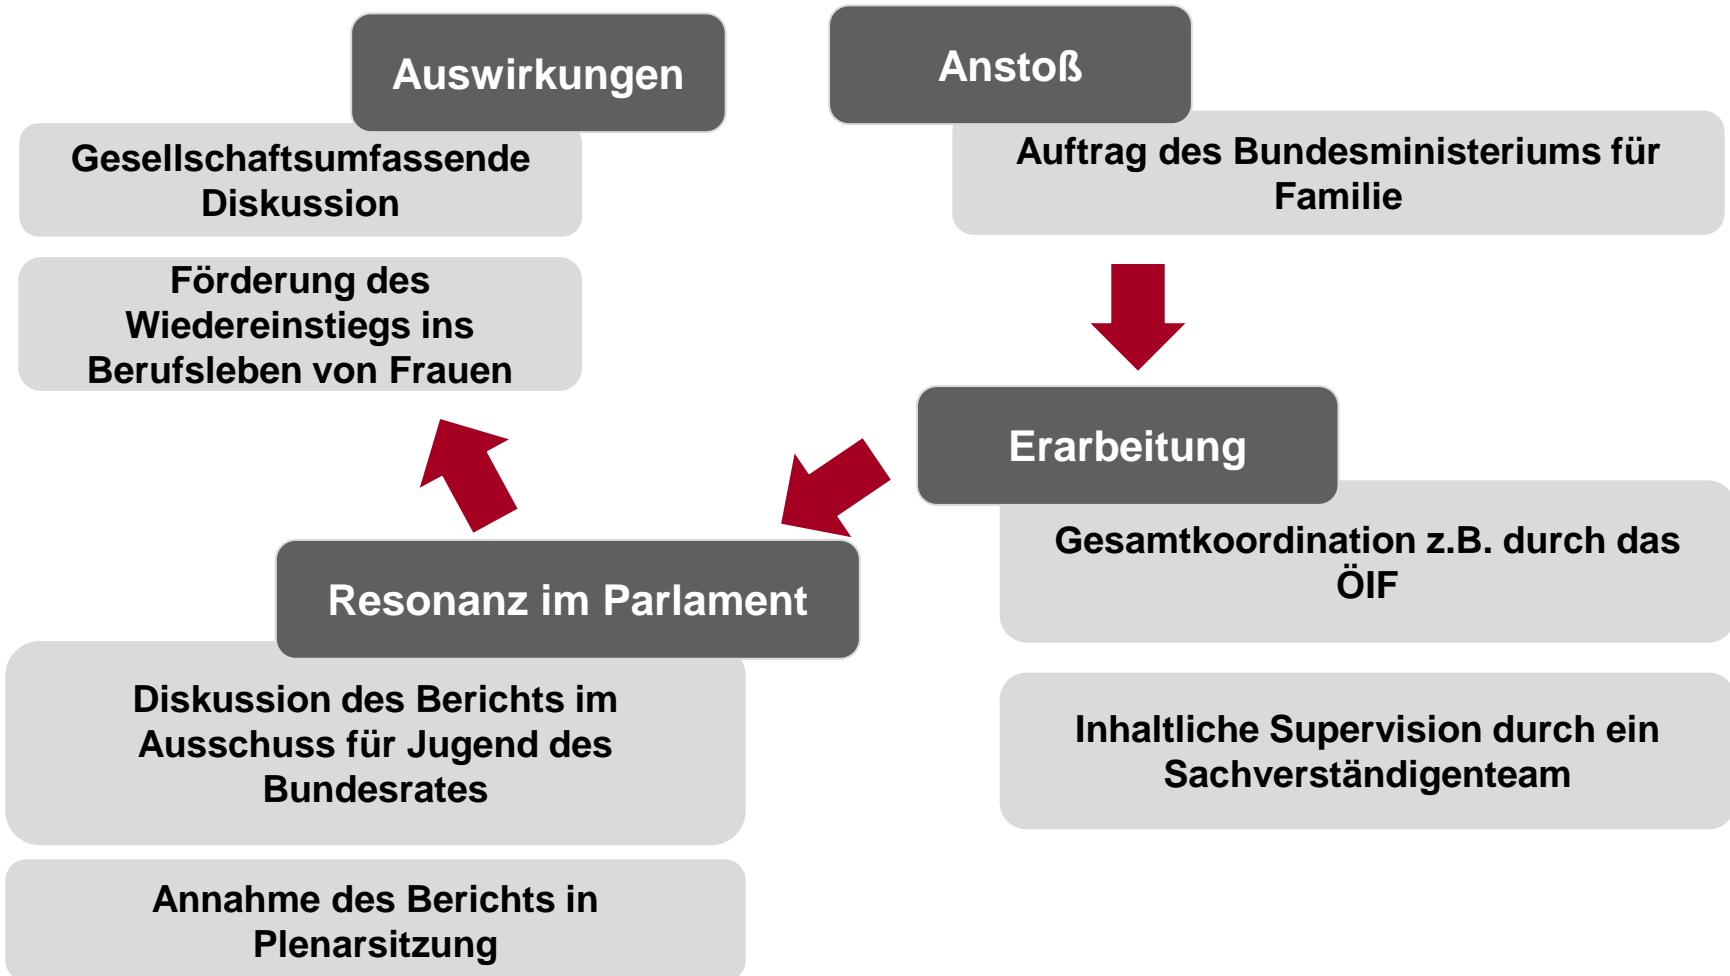 Auswirkungen
Gesellschaftsumfassende
Diskussion
Förderung des
Wiedereinstiegs ins
Berufsleben von Frauen
Anstoß
Auftrag des Bundesministeriums für
Familie
Erarbeitung
Gesamtkoordination z.B. durch das
ÖIF
Inhaltliche Supervision durch ein
Sachverständigenteam
Resonanz im Parlament
Diskussion des Berichts im
Ausschuss für Jugend des
Bundesrates
Annahme des Berichts in
Plenarsitzung